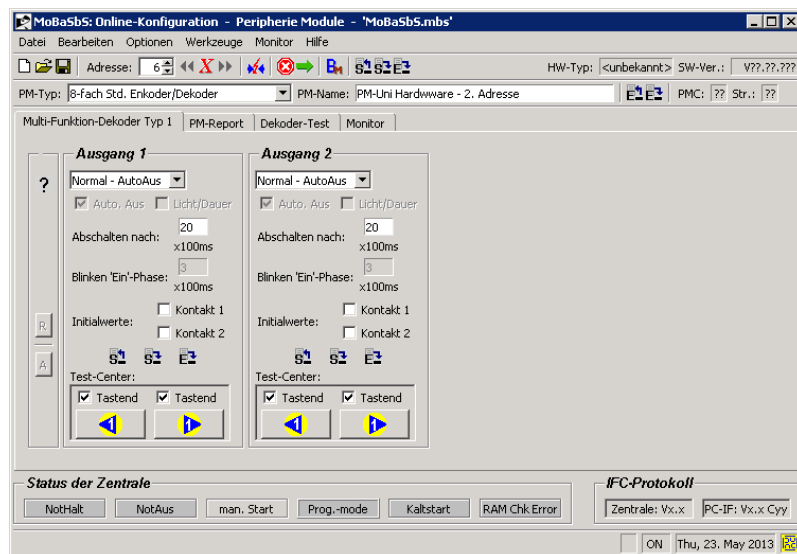 MoBaSbS: Online-Konfiguration - Peripherie Module - 'MoBaSbS.mbs'
Datei Bearbeiten Optionen Werkzeuge Monitor Hilfe
Adresse: 6 X BM S S E HW-Typ: <unbekannt> SW-Ver.: V??.??.???
PM-Typ: 8-fach Std. Enkoder/Dekoder PM-Name: PM-Uni Hardwware - 2. Adresse E E PMC: ?? Str.: ??
Multi-Funktion-Dekoder Typ 1 PM-Report Dekoder-Test Monitor
Ausgang 1 Ausgang 2
? Normal - AutoAus Normal - AutoAus
Auto. Aus Licht/Dauer Auto. Aus Licht/Dauer
Abschalten nach: 20 Abschalten nach: 20
x100ms x100ms
Blinken 'Ein'-Phase: 3 Blinken 'Ein'-Phase: 3
x100ms x100ms
Kontakt 1 Kontakt 1
R Initialwerte: Initialwerte:
Kontakt 2 Kontakt 2
A S S E S S E
Test-Center: Test-Center:
Tastend Tastend Tastend Tastend
1 1 1 1
Status der Zentrale IFC-Protokoll
NotHalt NotAus man. Start Prog.-mode Kaltstart RAM Chk Error Zentrale: Vx.x PC-IF: Vx.x Cyy
ON Thu, 23. May 2013